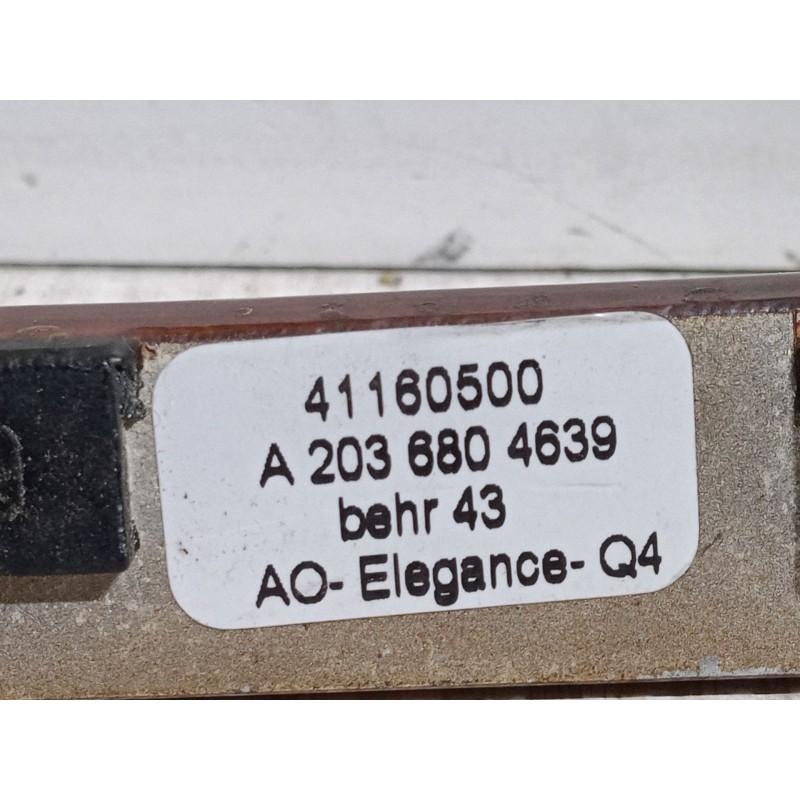 41160500
A 203 680 4639
behr 43
AO- Elegance- Q4